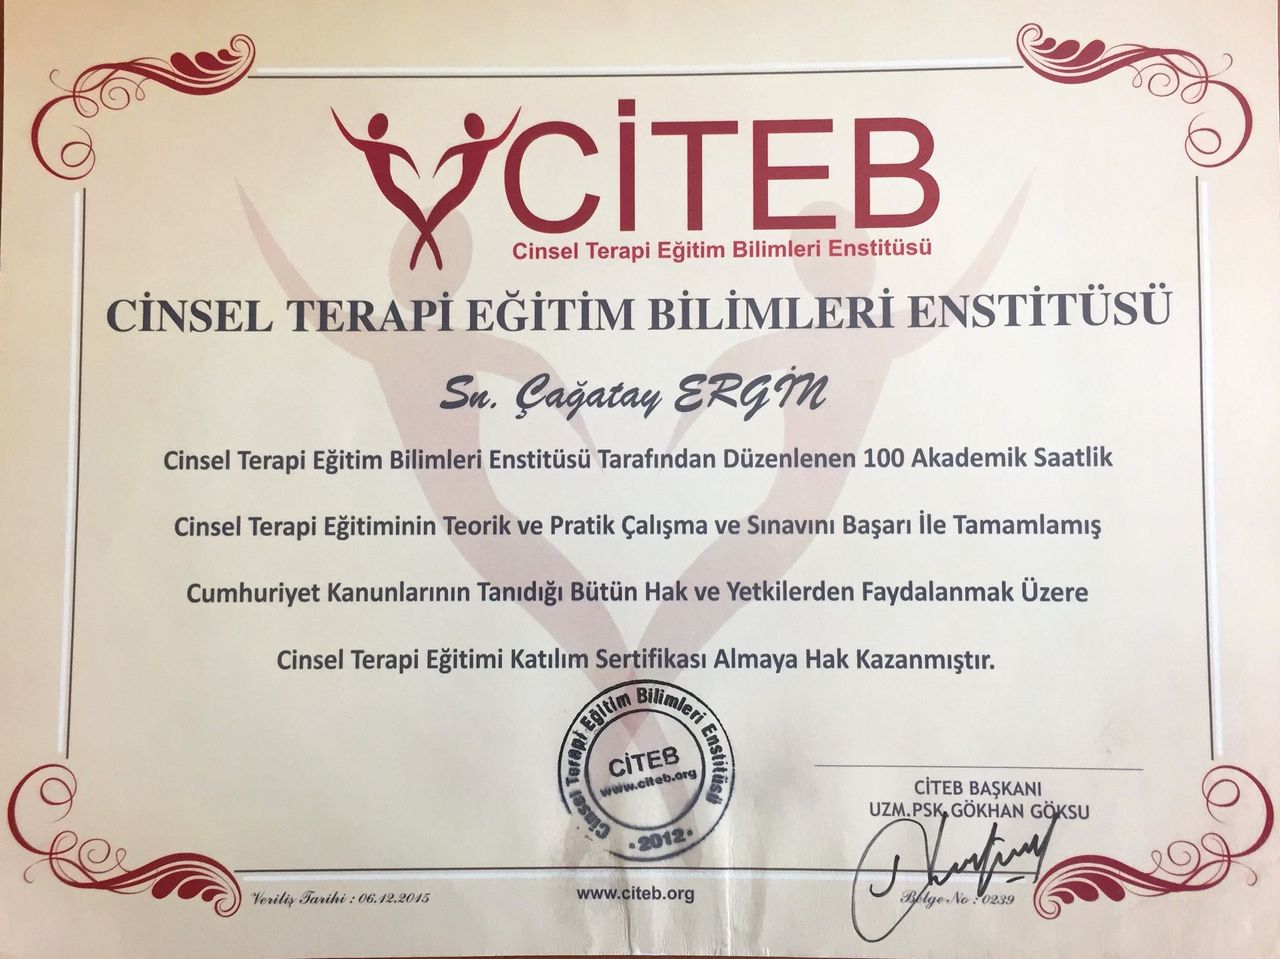 CİTEB
Cinsel Terapi Eğitim Bilimleri Enstitüsü
CİNSEL TERAPİ EĞİTİM BİLİMLERİ ENSTİTÜSÜ
Sn. Çağatay ERGİN
Cinsel Terapi Eğitim Bilimleri Enstitüsü Tarafından Düzenlenen 100 Akademik Saatlik
Cinsel Terapi Eğitiminin Teorik ve Pratik Çalışma ve Sınavını Başarı İle Tamamlamış
Cumhuriyet Kanunlarının Tanıdığı Bütün Hak ve Yetkilerden Faydalanmak Üzere
Cinsel Terapi Eğitimi Katılım Sertifikası Almaya Hak Kazanmıştır.
Cinsel Terapi Eğitim Bilimleri Enstitüsü
CİTEB
www.citeb.org
· 2012 ·
CİTEB BAŞKANI
UZM.PSK.GÖKHAN GÖKSU
Veriliş Tarihi : 06.12.2015
www.citeb.org
Belge No : 0239